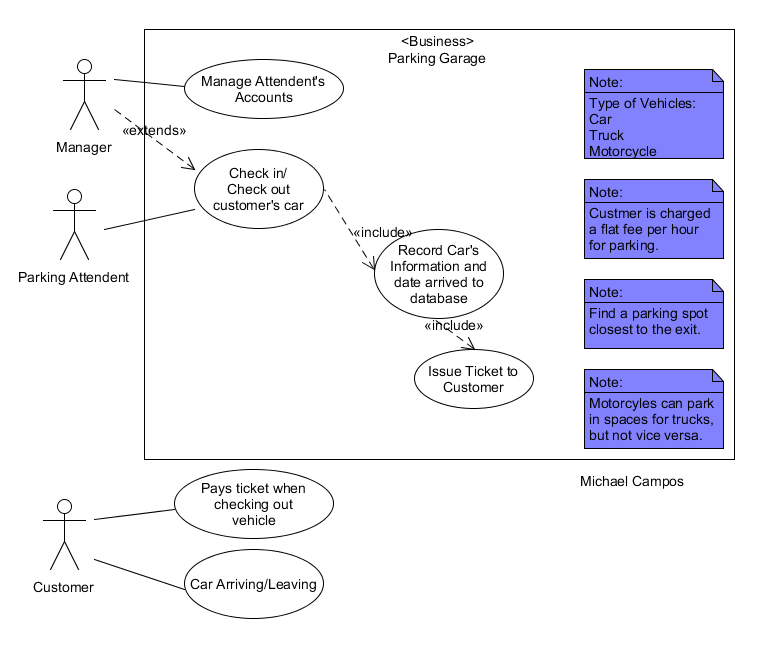 <Business>
Parking Garage
Manage Attendent's
Accounts
Manager
«extends»
Check in/
Check out
customer's car
Parking Attendent
«include»
Record Car's
Information and
date arrived to
database
«include»
Issue Ticket to
Customer
Note:
Type of Vehicles:
Car
Truck
Motorcycle
Note:
Custmer is charged
a flat fee per hour
for parking.
Note:
Find a parking spot
closest to the exit.
Note:
Motorcyles can park
in spaces for trucks,
but not vice versa.
Michael Campos
Pays ticket when
checking out
vehicle
Customer
Car Arriving/Leaving